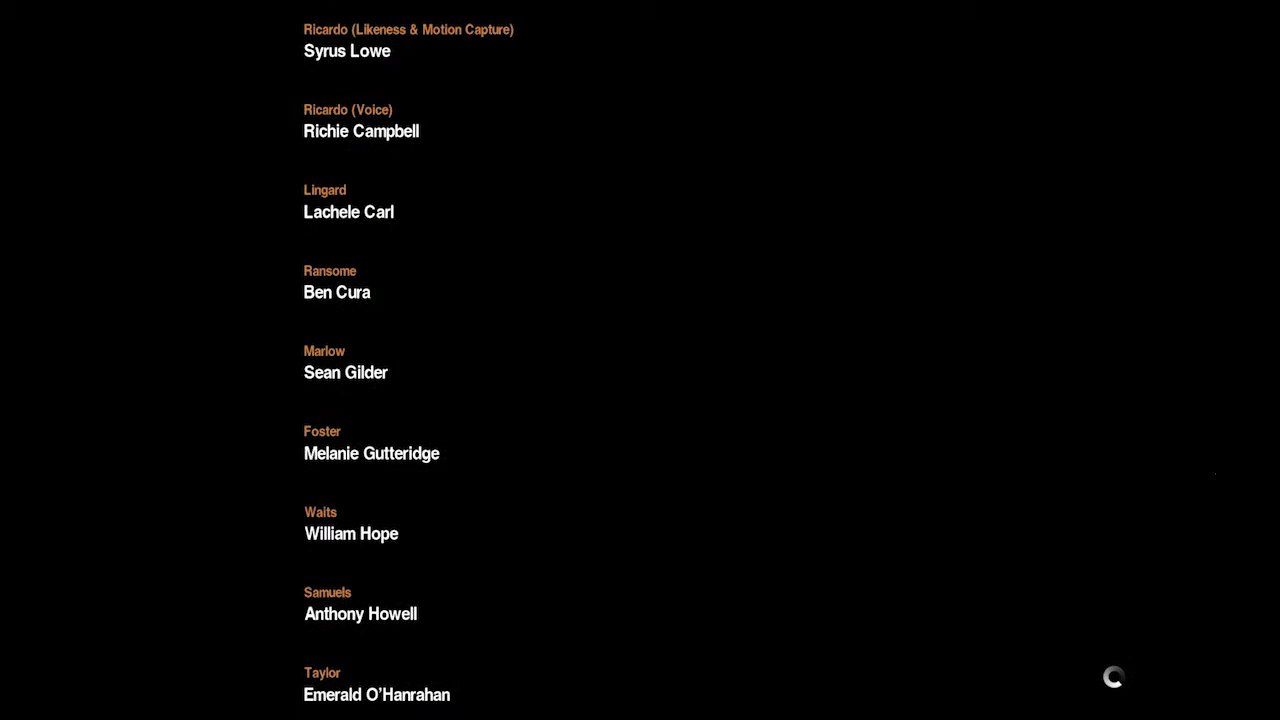 Ricardo (Likeness & Motion Capture)
Syrus Lowe
Ricardo (Voice)
Richie Campbell
Lingard
Lachele Carl
Ransome
Ben Cura
Marlow
Sean Gilder
Foster
Melanie Gutteridge
Waits
William Hope
Samuels
Anthony Howell
Taylor
Emerald O’Hanrahan